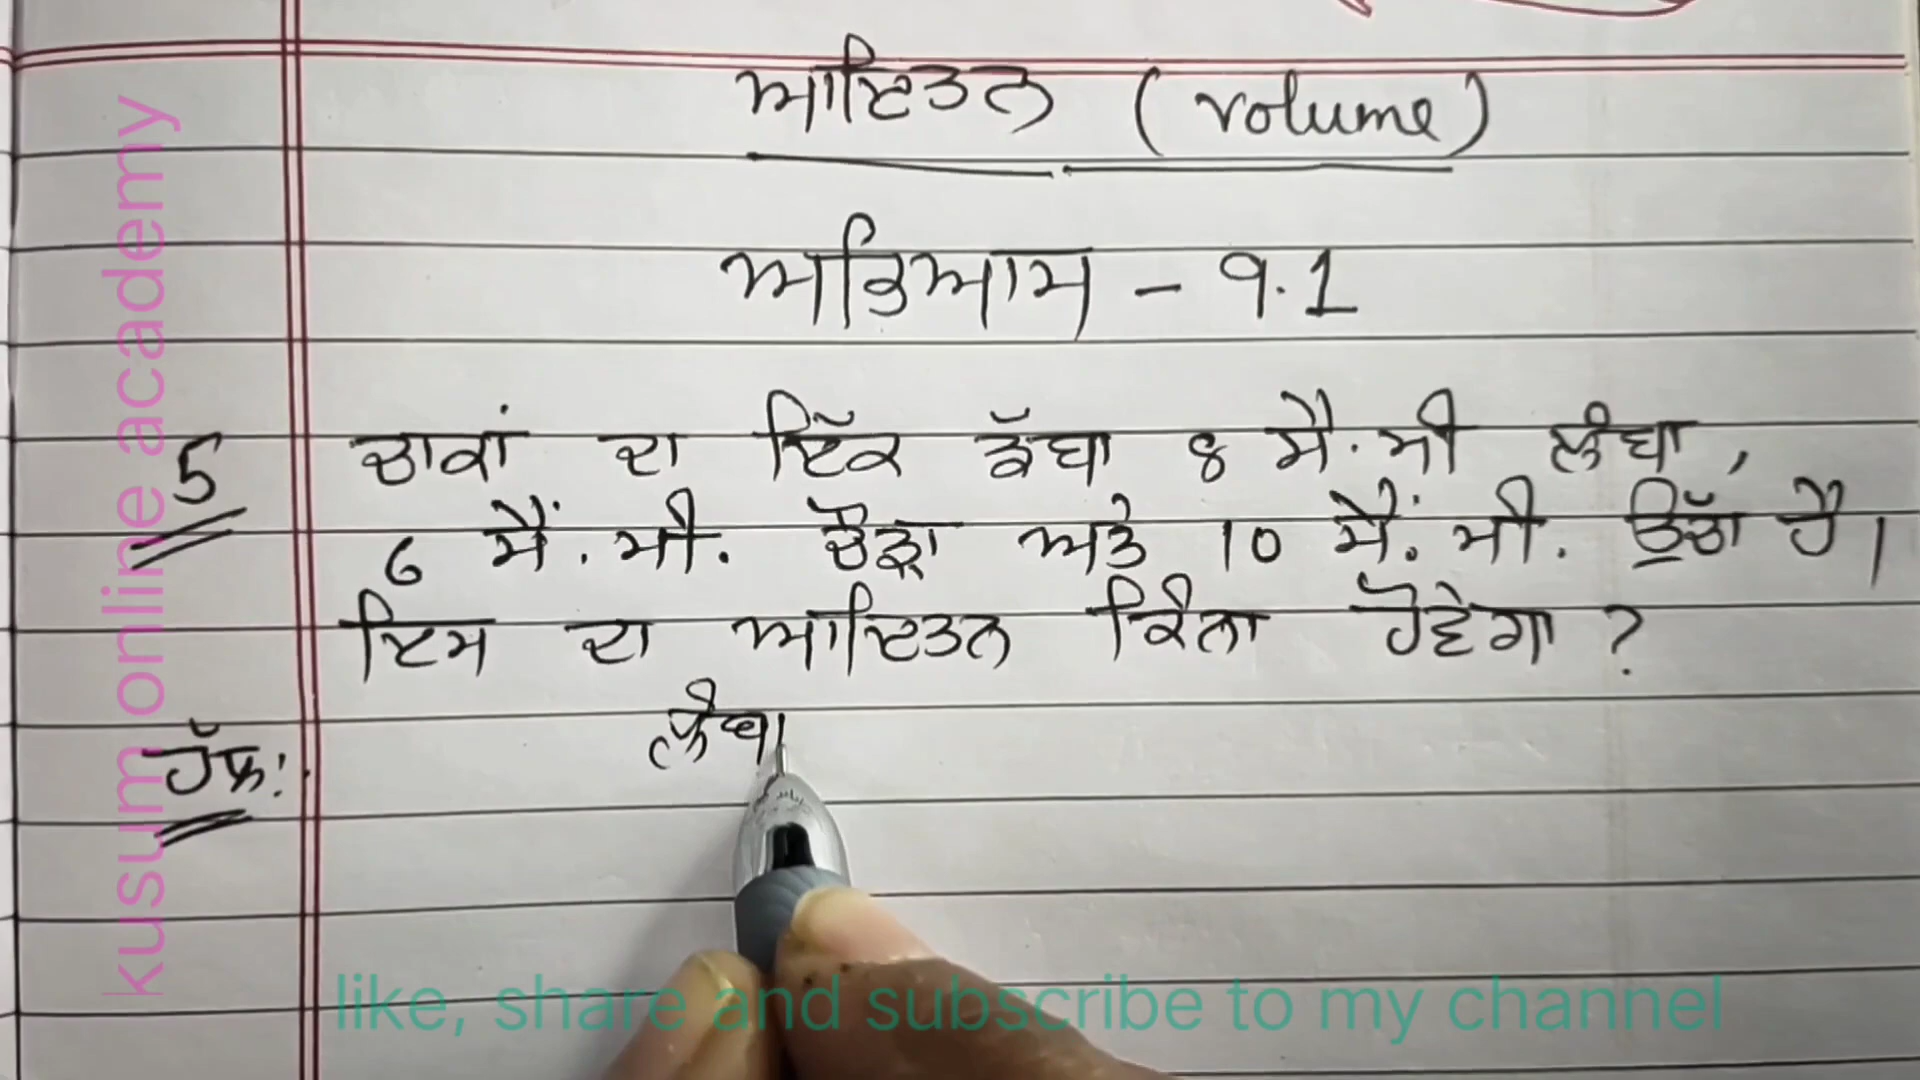 ਆਇਤਨ (volume)
ਅਭਿਆਸ - 9.1
5 ਚਾਕਾਂ ਦਾ ਇੱਕ ਡੱਬਾ 8 ਸੈ.ਮੀ ਲੰਬਾ,
6 ਸੈਂ.ਮੀ. ਚੌੜਾ ਅਤੇ 10 ਸੈਂ.ਮੀ. ਉੱਚਾ ਹੈ।
ਇਸ ਦਾ ਆਇਤਨ ਕਿੰਨਾ ਹੋਵੇਗਾ?
ਹੱਲ: ਲੰਬਾ
kusum online academy
like, share and subscribe to my channel